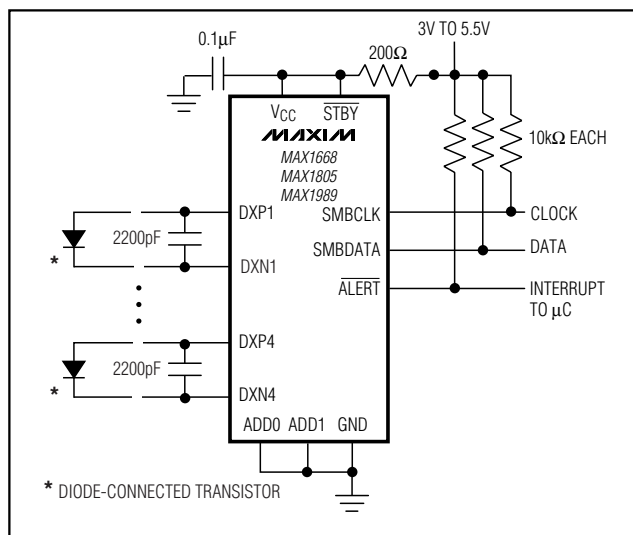 3V TO 5.5V
0.1µF
200Ω
VCC
STBY
MAXIM
MAX1668
MAX1805
MAX1989
10kΩ EACH
DXP1
SMBCLK
CLOCK
2200pF
SMBDATA
DATA
*
DXN1
ALERT
INTERRUPT
TO µC
DXP4
2200pF
*
DXN4
ADD0 ADD1 GND
* DIODE-CONNECTED TRANSISTOR